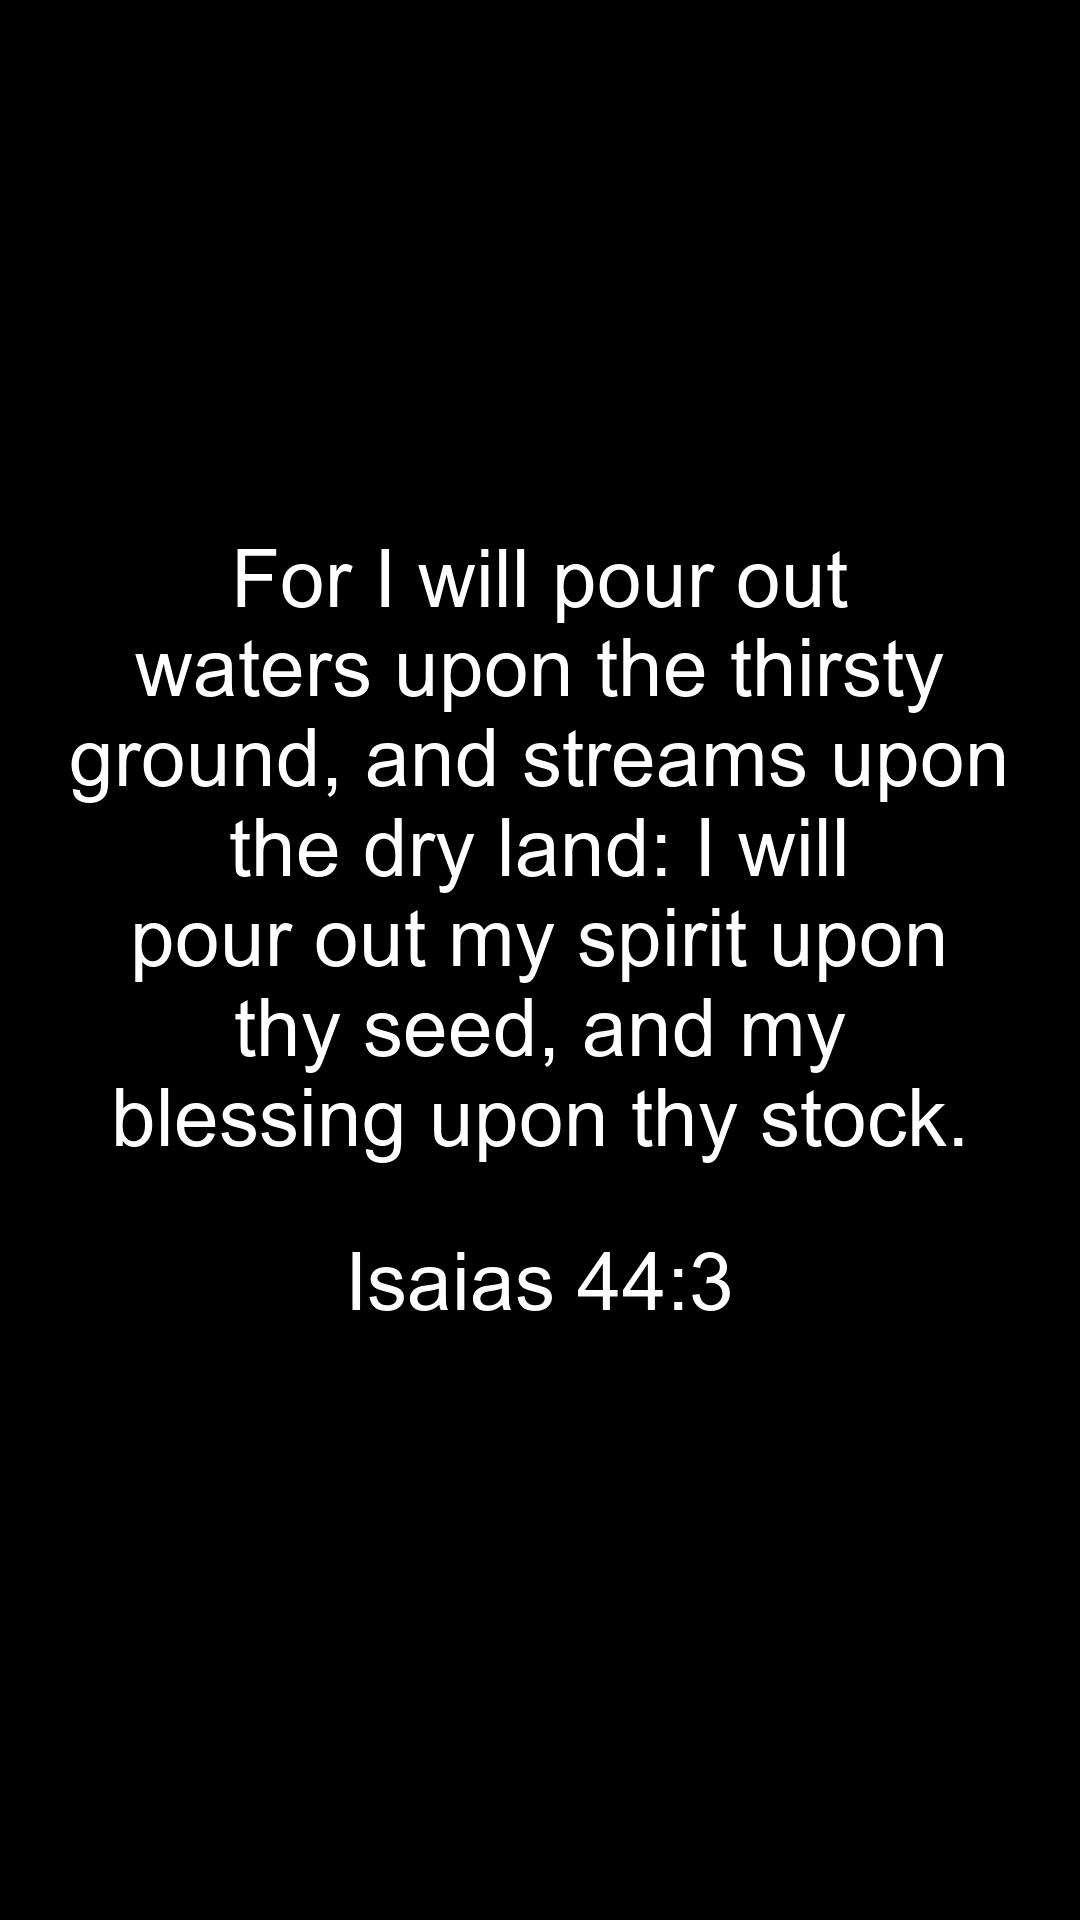 For I will pour out
waters upon the thirsty
ground, and streams upon
the dry land: I will
pour out my spirit upon
thy seed, and my
blessing upon thy stock.
Isaias 44:3